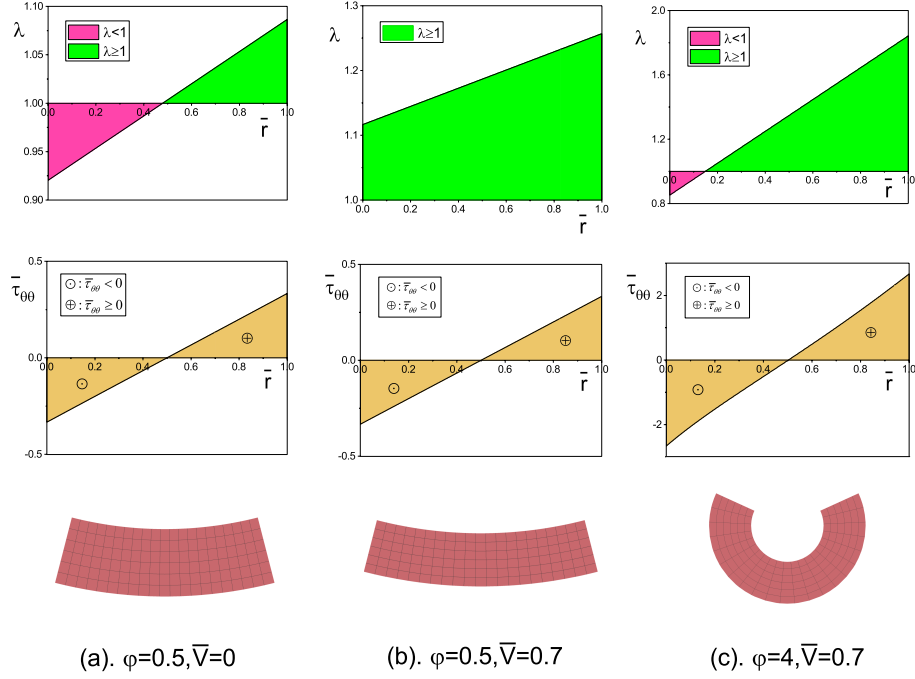 λ
1.10
1.05
1.00
0.95
0.90
λ<1
λ≥1
0.0 0.2 0.4 0.6 0.8 1.0
r̅
λ
1.3
1.2
1.1
1.0
λ≥1
0.0 0.2 0.4 0.6 0.8 1.0
r̅
λ
2.0
1.6
1.2
0.8
λ<1
λ≥1
0.0 0.2 0.4 0.6 0.8 1.0
r̅
τ̅θθ
0.5
0.0
-0.5
⊙: τ̅θθ < 0
⊕: τ̅θθ ≥ 0
0.0 0.2 0.4 0.6 0.8 1.0
r̅
τ̅θθ
0.5
0.0
-0.5
⊙: τ̅θθ < 0
⊕: τ̅θθ ≥ 0
0.0 0.2 0.4 0.6 0.8 1.0
r̅
τ̅θθ
2
0
-2
⊙: τ̅θθ < 0
⊕: τ̅θθ ≥ 0
0.0 0.2 0.4 0.6 0.8 1.0
r̅
(a). φ=0.5,V̅=0
(b). φ=0.5,V̅=0.7
(c). φ=4,V̅=0.7